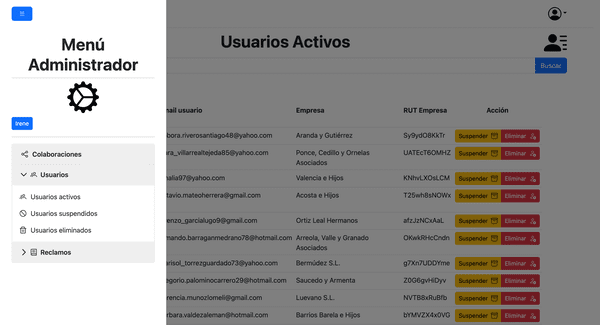 Menú
Administrador
Irene
Colaboraciones
Usuarios
Usuarios activos
Usuarios suspendidos
Usuarios eliminados
Reclamos
Usuarios Activos
Buscar
mail usuario Empresa RUT Empresa Acción
bora.riverosantiago48@yahoo.com Aranda y Gutiérrez Sy9ydO8KkTr Suspender Eliminar
ra_villarrealtejeda85@yahoo.com Ponce, Cedillo y Ornelas Asociados UATEcT6OMHZ Suspender Eliminar
nalia97@yahoo.com Valencia e Hijos KNhvLXOsLCM Suspender Eliminar
tavio.mateoherrera@gmail.com Acosta e Hijos T25wh8sNOWx Suspender Eliminar
enzo_garcialugo9@gmail.com Ortiz Leal Hermanos afzJzNCxAaL Suspender Eliminar
mando.barraganmedrano78@hotmail.com Arreola, Valle y Granado Asociados OKwkRHcCndn Suspender Eliminar
arisol_torrezguardado73@yahoo.com Bermúdez S.L. g7Xn7UDDYme Suspender Eliminar
egorio.palominocarrero29@hotmail.com Saucedo y Armenta Z0G6gvHiDyv Suspender Eliminar
rencia.munozlomeli@gmail.com Luevano S.L. NVTB8xRuBfb Suspender Eliminar
rbara.valdezaleman@hotmail.com Barrios Barela e Hijos bYMVZX4x0VG Suspender Eliminar